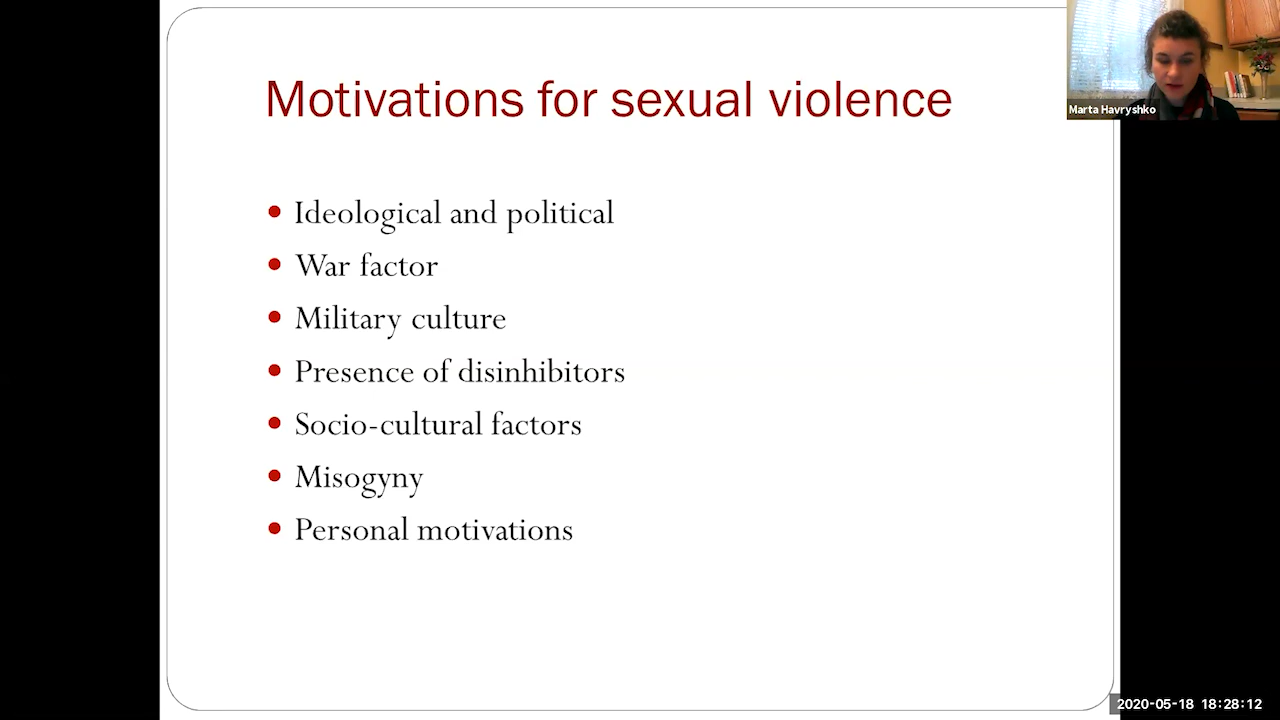 Motivations for sexual violence
Marta Havryshko
Ideological and political
War factor
Military culture
Presence of disinhibitors
Socio-cultural factors
Misogyny
Personal motivations
2020-05-18 18:28:12